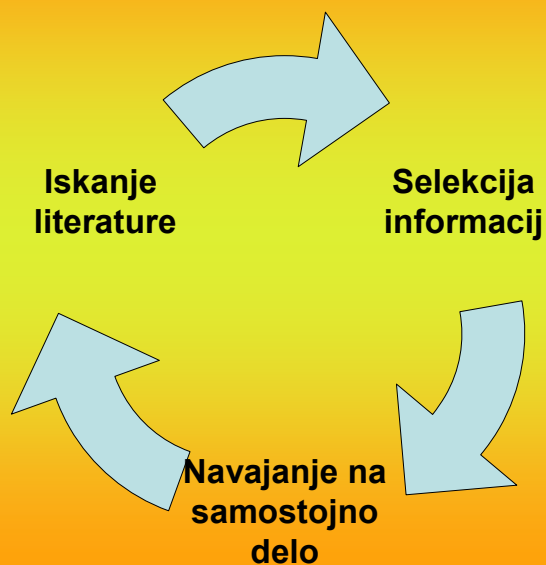 Iskanje
literature
Selekcija
informacij
Navajanje na
samostojno
delo